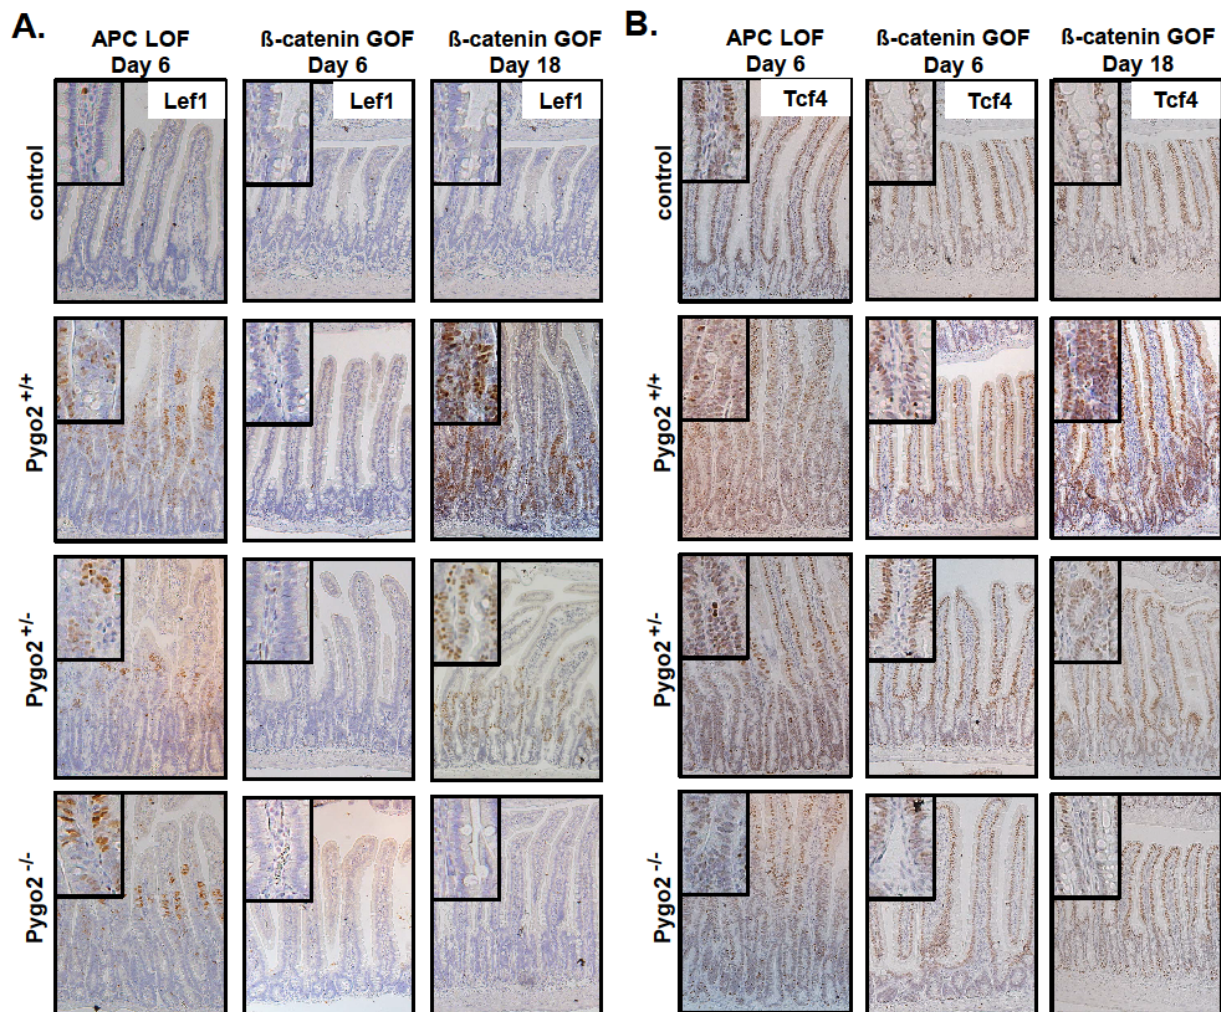 A.
APC LOF
Day 6
ß-catenin GOF
Day 6
ß-catenin GOF
Day 18
B.
APC LOF
Day 6
ß-catenin GOF
Day 6
ß-catenin GOF
Day 18
control
Lef1
Lef1
Lef1
control
Tcf4
Tcf4
Tcf4
Pygo2 +/+
Pygo2 +/+
Pygo2 +/-
Pygo2 +/-
Pygo2 -/-
Pygo2 -/-